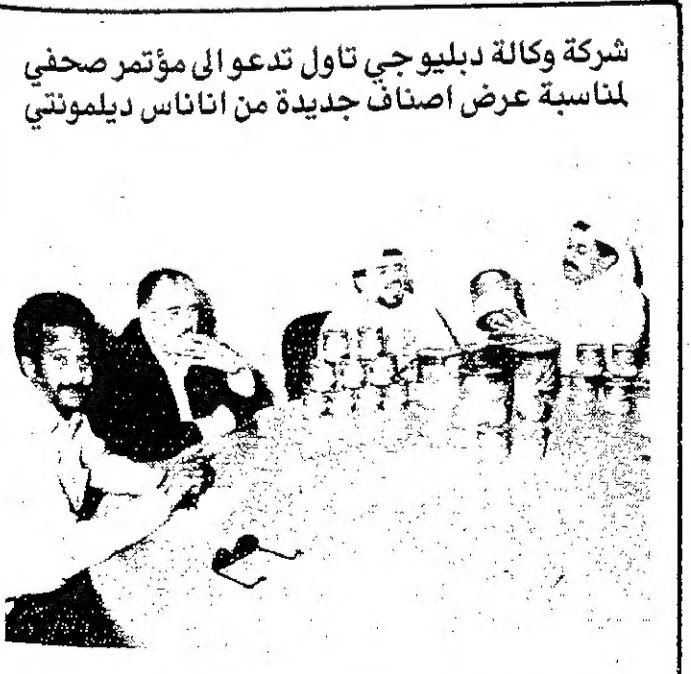 شركة وكالة دبليو جي تاول تدعو الى مؤتمر صحفي
لمناسبة عرض اصناف جديدة من اناناس ديلمونتي